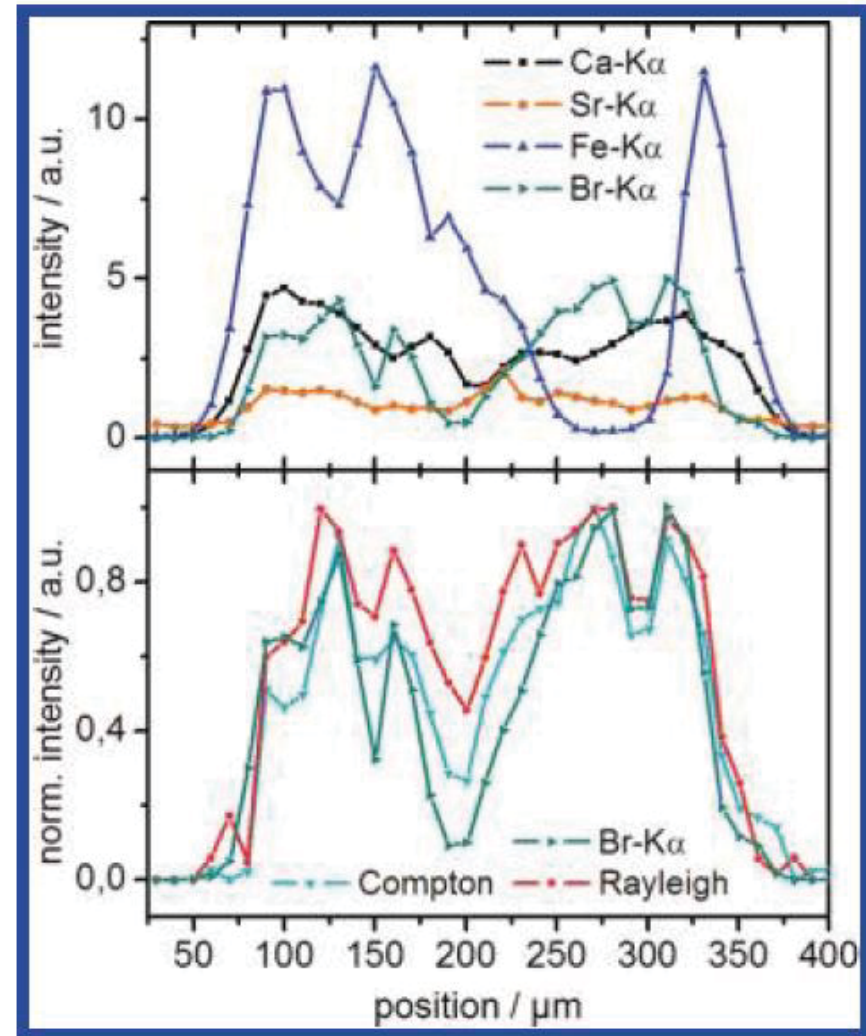 Ca-Kα
Sr-Kα
Fe-Kα
Br-Kα
intensity / a.u.
10
5
0
norm. intensity / a.u.
0,8
0,4
0,0
Br-Kα
Compton
Rayleigh
50 100 150 200 250 300 350 400
position / µm